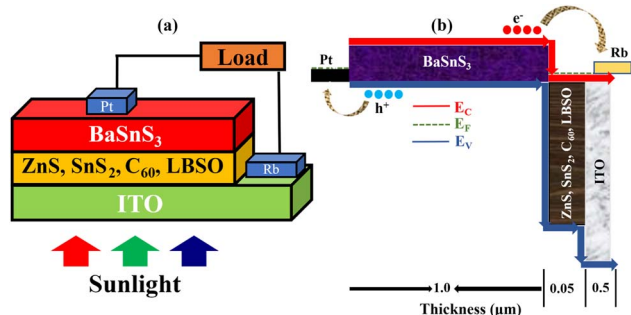 (a)
Load
Pt
BaSnS₃
ZnS, SnS₂, C₆₀, LBSO
Rb
ITO
Sunlight
(b)
e⁻
Rb
Pt
BaSnS₃
h⁺
E_C
E_F
E_V
ZnS, SnS₂, C₆₀, LBSO
ITO
1.0
0.05
0.5
Thickness (µm)